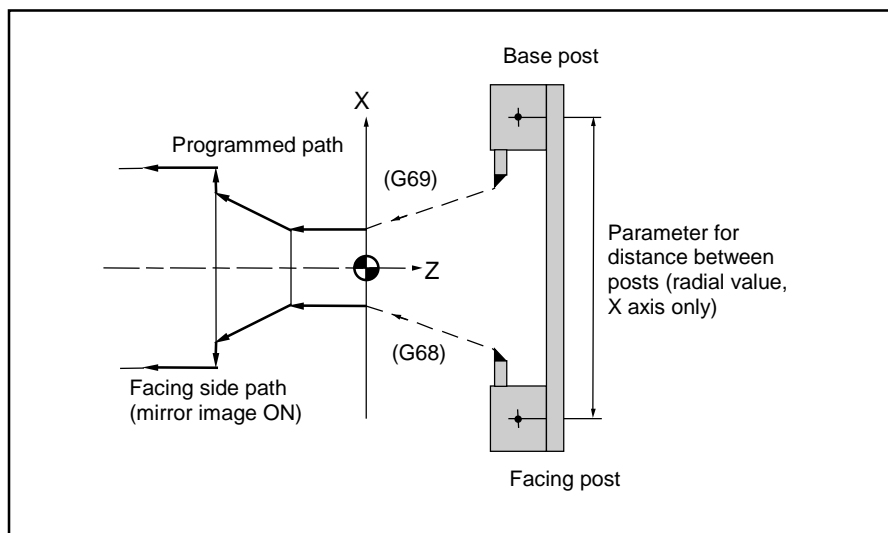 Base post
X
Programmed path
(G69)
Parameter for
distance between
posts (radial value,
X axis only)
Z
(G68)
Facing side path
(mirror image ON)
Facing post